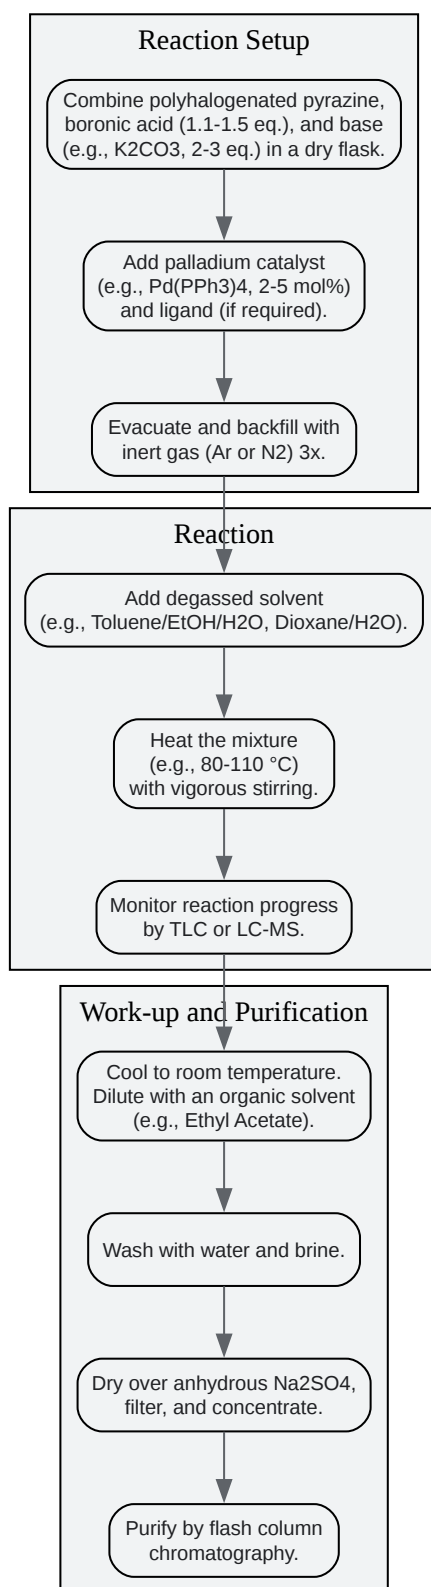 Reaction Setup
Combine polyhalogenated pyrazine,
boronic acid (1.1-1.5 eq.), and base
(e.g., K2CO3, 2-3 eq.) in a dry flask.
Add palladium catalyst
(e.g., Pd(PPh3)4, 2-5 mol%)
and ligand (if required).
Evacuate and backfill with
inert gas (Ar or N2) 3x.
Reaction
Add degassed solvent
(e.g., Toluene/EtOH/H2O, Dioxane/H2O).
Heat the mixture
(e.g., 80-110 °C)
with vigorous stirring.
Monitor reaction progress
by TLC or LC-MS.
Work-up and Purification
Cool to room temperature.
Dilute with an organic solvent
(e.g., Ethyl Acetate).
Wash with water and brine.
Dry over anhydrous Na2SO4,
filter, and concentrate.
Purify by flash column
chromatography.